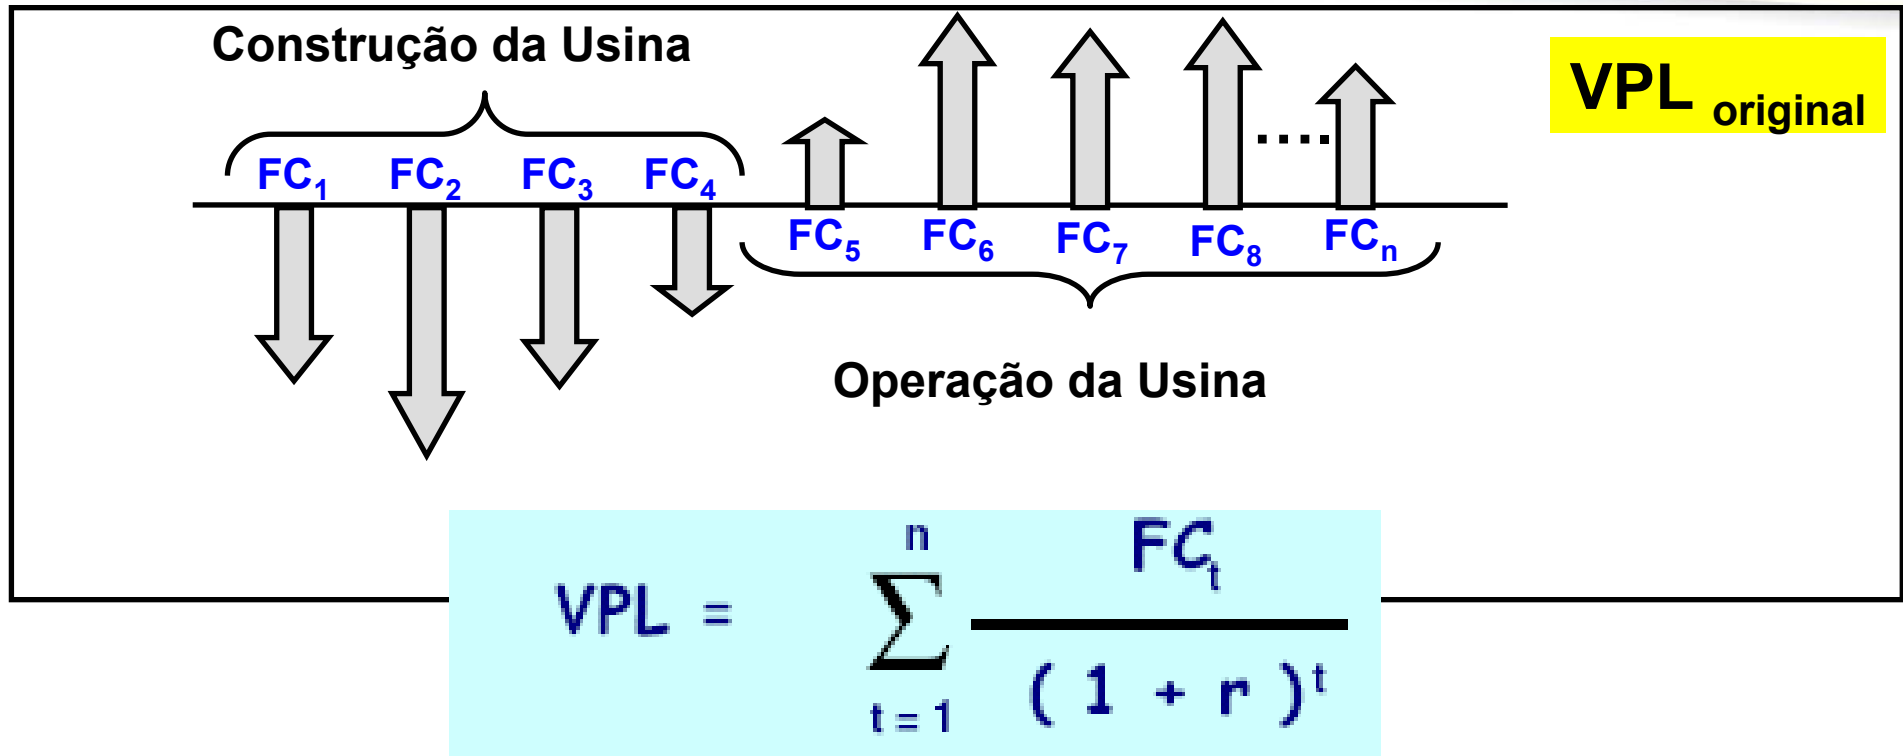 Construção da Usina
VPL original
FC1 FC2 FC3 FC4
.....
FC5 FC6 FC7 FC8 FCn
Operação da Usina
VPL = n ∑ t = 1 FCt ( 1 + r )t